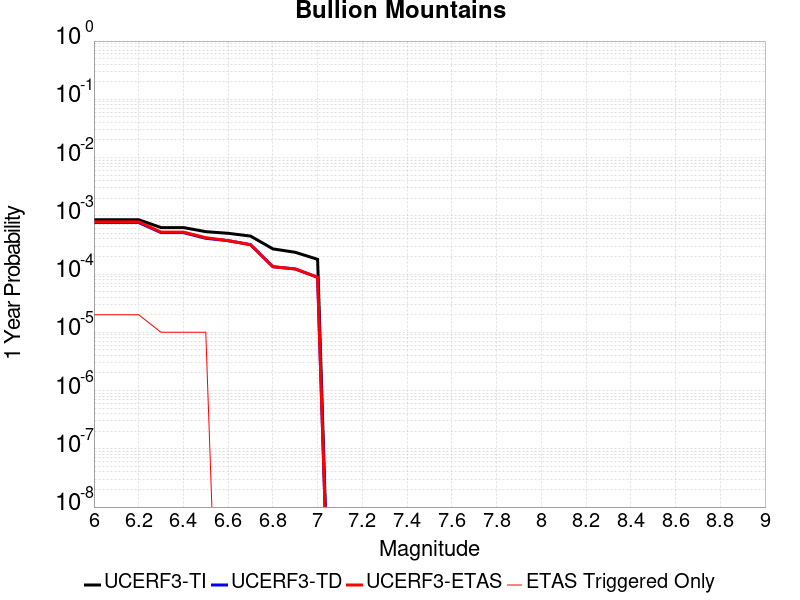 Bullion Mountains
10^0
10^-1
10^-2
10^-3
10^-4
10^-5
10^-6
10^-7
10^-8
1 Year Probability
6 6.2 6.4 6.6 6.8 7 7.2 7.4 7.6 7.8 8 8.2 8.4 8.6 8.8 9
Magnitude
UCERF3-TI UCERF3-TD UCERF3-ETAS ETAS Triggered Only